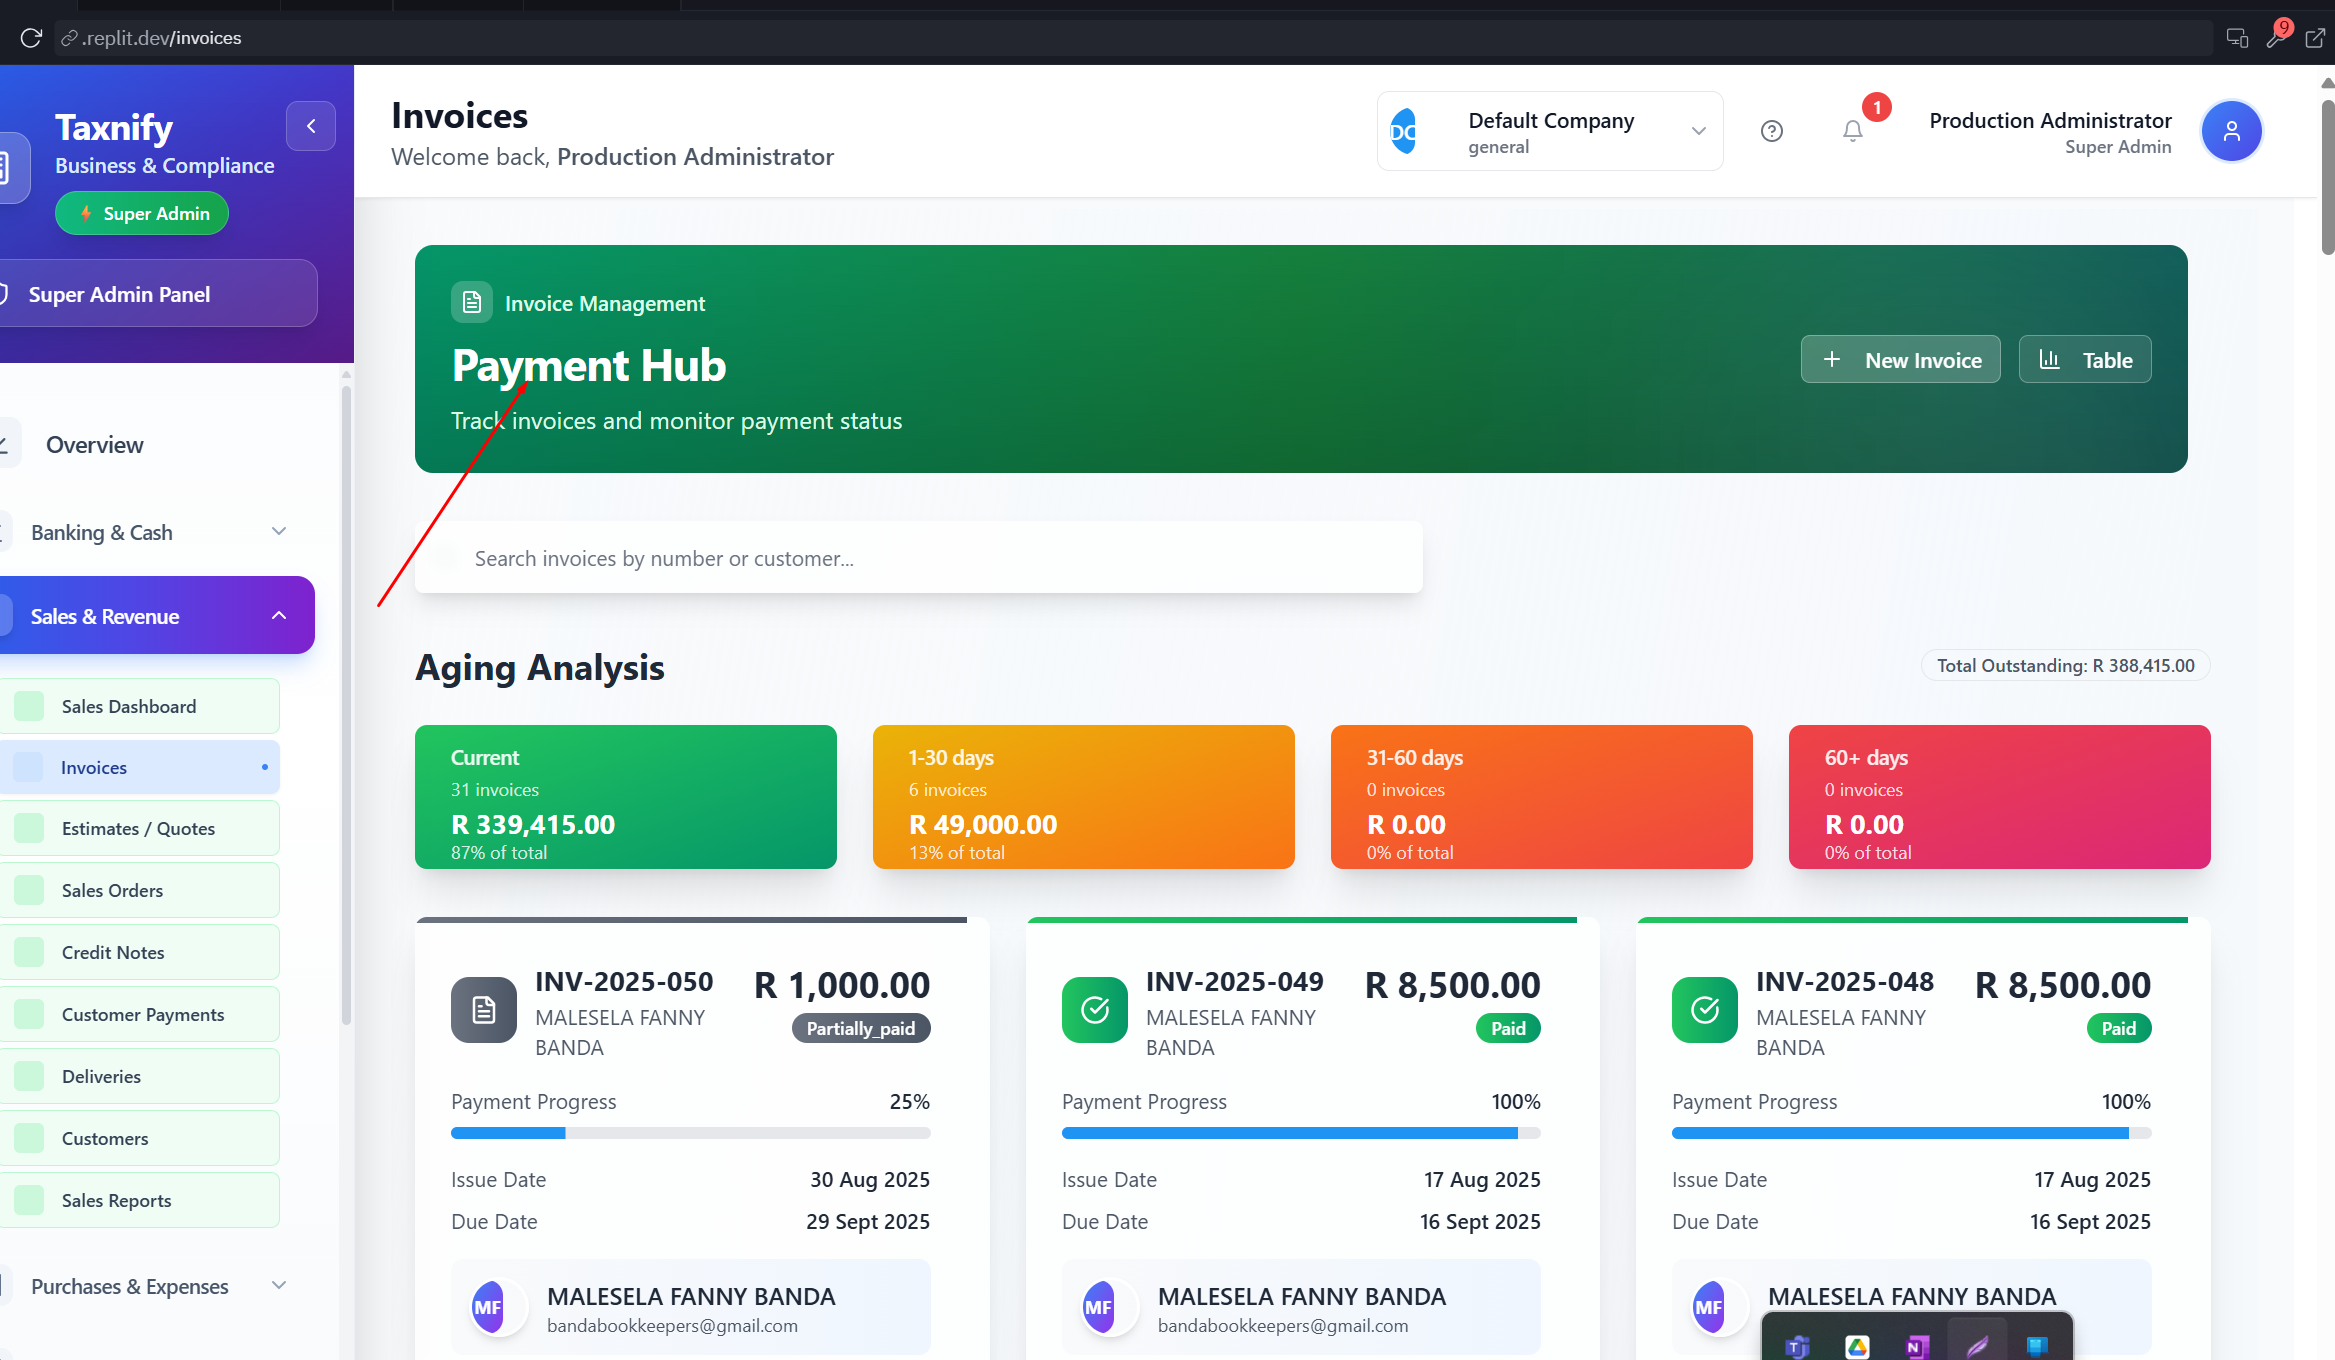 .replit.dev/invoices
9
Taxnify
Business & Compliance
Super Admin
Super Admin Panel
Overview
Banking & Cash
Sales & Revenue
Sales Dashboard
Invoices
Estimates / Quotes
Sales Orders
Credit Notes
Customer Payments
Deliveries
Customers
Sales Reports
Purchases & Expenses
Invoices
Welcome back, Production Administrator
DC
Default Company
general
1
Production Administrator
Super Admin
Invoice Management
Payment Hub
Track invoices and monitor payment status
New Invoice
Table
Search invoices by number or customer...
Aging Analysis
Total Outstanding: R 388,415.00
Current
31 invoices
R 339,415.00
87% of total
1-30 days
6 invoices
R 49,000.00
13% of total
31-60 days
0 invoices
R 0.00
0% of total
60+ days
0 invoices
R 0.00
0% of total
INV-2025-050
R 1,000.00
MALESELA FANNY
BANDA
Partially_paid
Payment Progress 25%
Issue Date 30 Aug 2025
Due Date 29 Sept 2025
MF
MALESELA FANNY BANDA
bandabookkeepers@gmail.com
INV-2025-049
R 8,500.00
MALESELA FANNY
BANDA
Paid
Payment Progress 100%
Issue Date 17 Aug 2025
Due Date 16 Sept 2025
MF
MALESELA FANNY BANDA
bandabookkeepers@gmail.com
INV-2025-048
R 8,500.00
MALESELA FANNY
BANDA
Paid
Payment Progress 100%
Issue Date 17 Aug 2025
Due Date 16 Sept 2025
MF
MALESELA FANNY BANDA